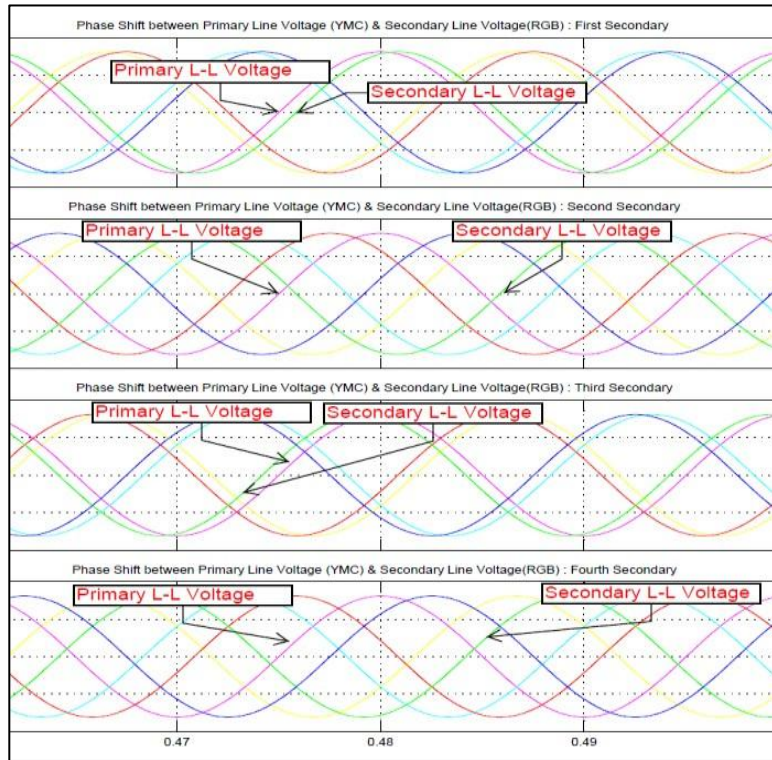 Phase Shift between Primary Line Voltage (YMC) & Secondary Line Voltage(RGB) : First Secondary
Primary L-L Voltage
Secondary L-L Voltage
Phase Shift between Primary Line Voltage (YMC) & Secondary Line Voltage(RGB) : Second Secondary
Primary L-L Voltage
Secondary L-L Voltage
Phase Shift between Primary Line Voltage (YMC) & Secondary Line Voltage(RGB) : Third Secondary
Primary L-L Voltage
Secondary L-L Voltage
Phase Shift between Primary Line Voltage (YMC) & Secondary Line Voltage(RGB) : Fourth Secondary
Primary L-L Voltage
Secondary L-L Voltage
0.47 0.48 0.49